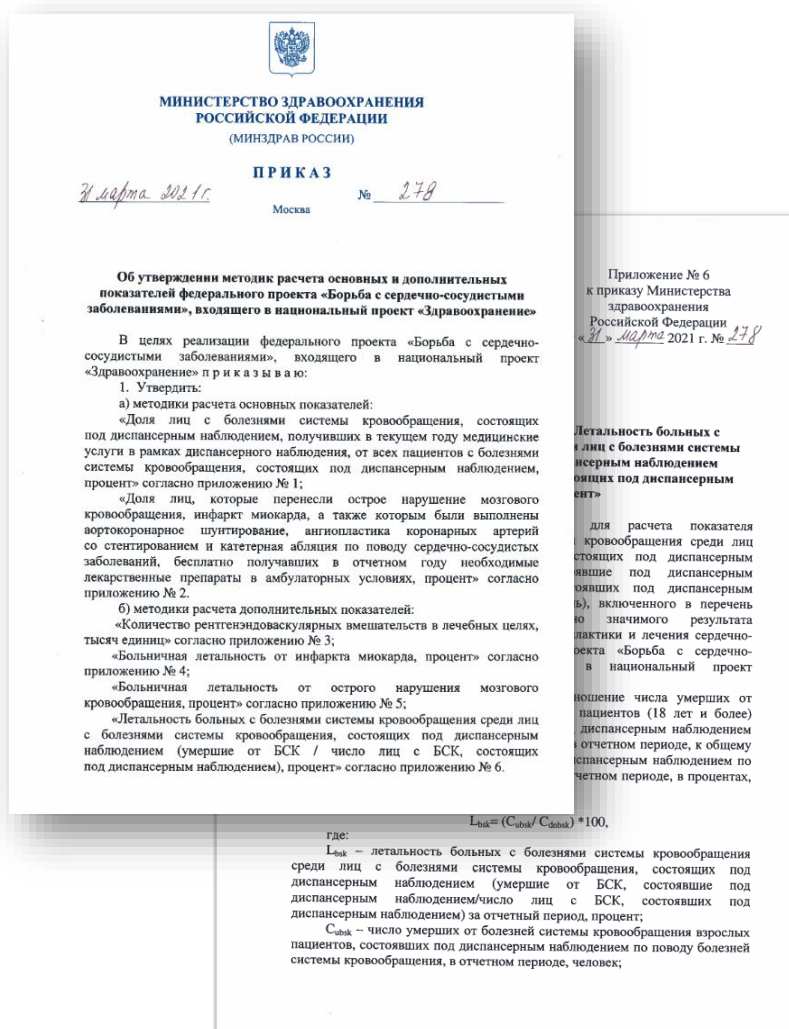 МИНИСТЕРСТВО ЗДРАВООХРАНЕНИЯ
РОССИЙСКОЙ ФЕДЕРАЦИИ
(МИНЗДРАВ РОССИИ)
ПРИКАЗ
31 марта 2021г. № 278
Москва
Об утверждении методик расчета основных и дополнительных
показателей федерального проекта «Борьба с сердечно-сосудистыми
заболеваниями», входящего в национальный проект «Здравоохранение»
В целях реализации федерального проекта «Борьба с сердечно-
сосудистыми заболеваниями», входящего в национальный проект
«Здравоохранение» приказываю:
1. Утвердить:
а) методики расчета основных показателей:
«Доля лиц с болезнями системы кровообращения, состоящих
под диспансерным наблюдением, получивших в текущем году медицинские
услуги в рамках диспансерного наблюдения, от всех пациентов с болезнями
системы кровообращения, состоящих под диспансерным наблюдением,
процент» согласно приложению № 1;
«Доля лиц, которые перенесли острое нарушение мозгового
кровообращения, инфаркт миокарда, а также которым были выполнены
аортокоронарное шунтирование, ангиопластика коронарных артерий
со стентированием и катетерная абляция по поводу сердечно-сосудистых
заболеваний, бесплатно получавших в отчетном году необходимые
лекарственные препараты в амбулаторных условиях, процент» согласно
приложению № 2.
б) методики расчета дополнительных показателей:
«Количество рентгенэндоваскулярных вмешательств в лечебных целях,
тысяч единиц» согласно приложению № 3;
«Больничная летальность от инфаркта миокарда, процент» согласно
приложению № 4;
«Больничная летальность от острого нарушения мозгового
кровообращения, процент» согласно приложению № 5;
«Летальность больных с болезнями системы кровообращения среди лиц
с болезнями системы кровообращения, состоящих под диспансерным
наблюдением (умершие от БСК / число лиц с БСК, состоящих
под диспансерным наблюдением), процент» согласно приложению № 6.
Приложение № 6
к приказу Министерства
здравоохранения
Российской Федерации
«31» марта 2021 г. № 278
Летальность больных с
лиц с болезнями системы
нсерным наблюдением
оящих под диспансерным
ент»
для расчета показателя
кровообращения среди лиц
стоящих под диспансерным
явшие под диспансерным
тоявших под диспансерным
ь), включенного в перечень
о значимого результата
лактики и лечения сердечно-
оекта «Борьба с сердечно-
в национальный проект
ношение числа умерших от
пациентов (18 лет и более)
диспансерным наблюдением
отчетном периоде, к общему
испансерным наблюдением по
четном периоде, в процентах,
Lbsk= (Cubsk/ Cdnbsk) *100,
где:
Lbsk – летальность больных с болезнями системы кровообращения
среди лиц с болезнями системы кровообращения, состоящих под
диспансерным наблюдением (умершие от БСК, состоявшие под
диспансерным наблюдением/число лиц с БСК, состоявших под
диспансерным наблюдением) за отчетный период, процент;
Cubsk – число умерших от болезней системы кровообращения взрослых
пациентов, состоявших под диспансерным наблюдением по поводу болезней
системы кровообращения, в отчетном периоде, человек;